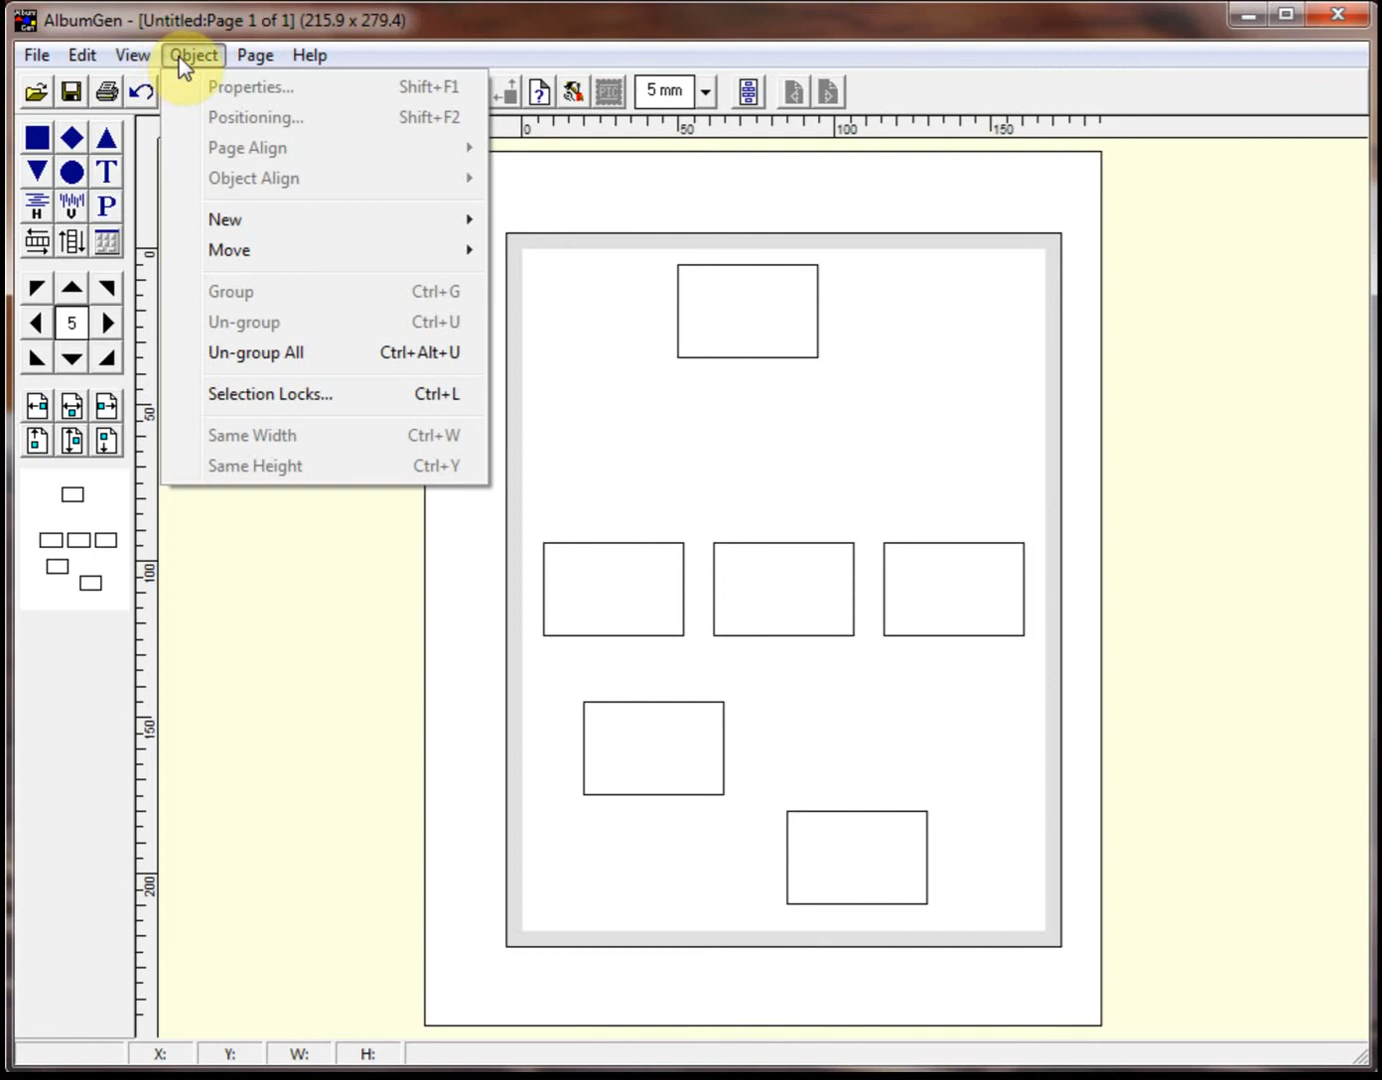 AlbumGen - [Untitled:Page 1 of 1] (215.9 x 279.4)
File Edit View Object Page Help
Properties... Shift+F1
Positioning... Shift+F2
Page Align
Object Align
New
Move
Group Ctrl+G
Un-group Ctrl+U
Un-group All Ctrl+Alt+U
Selection Locks... Ctrl+L
Same Width Ctrl+W
Same Height Ctrl+Y
PIC 5 mm
0 50 100 150
T
H V P
5
0
50
100
150
200
X: Y: W: H: